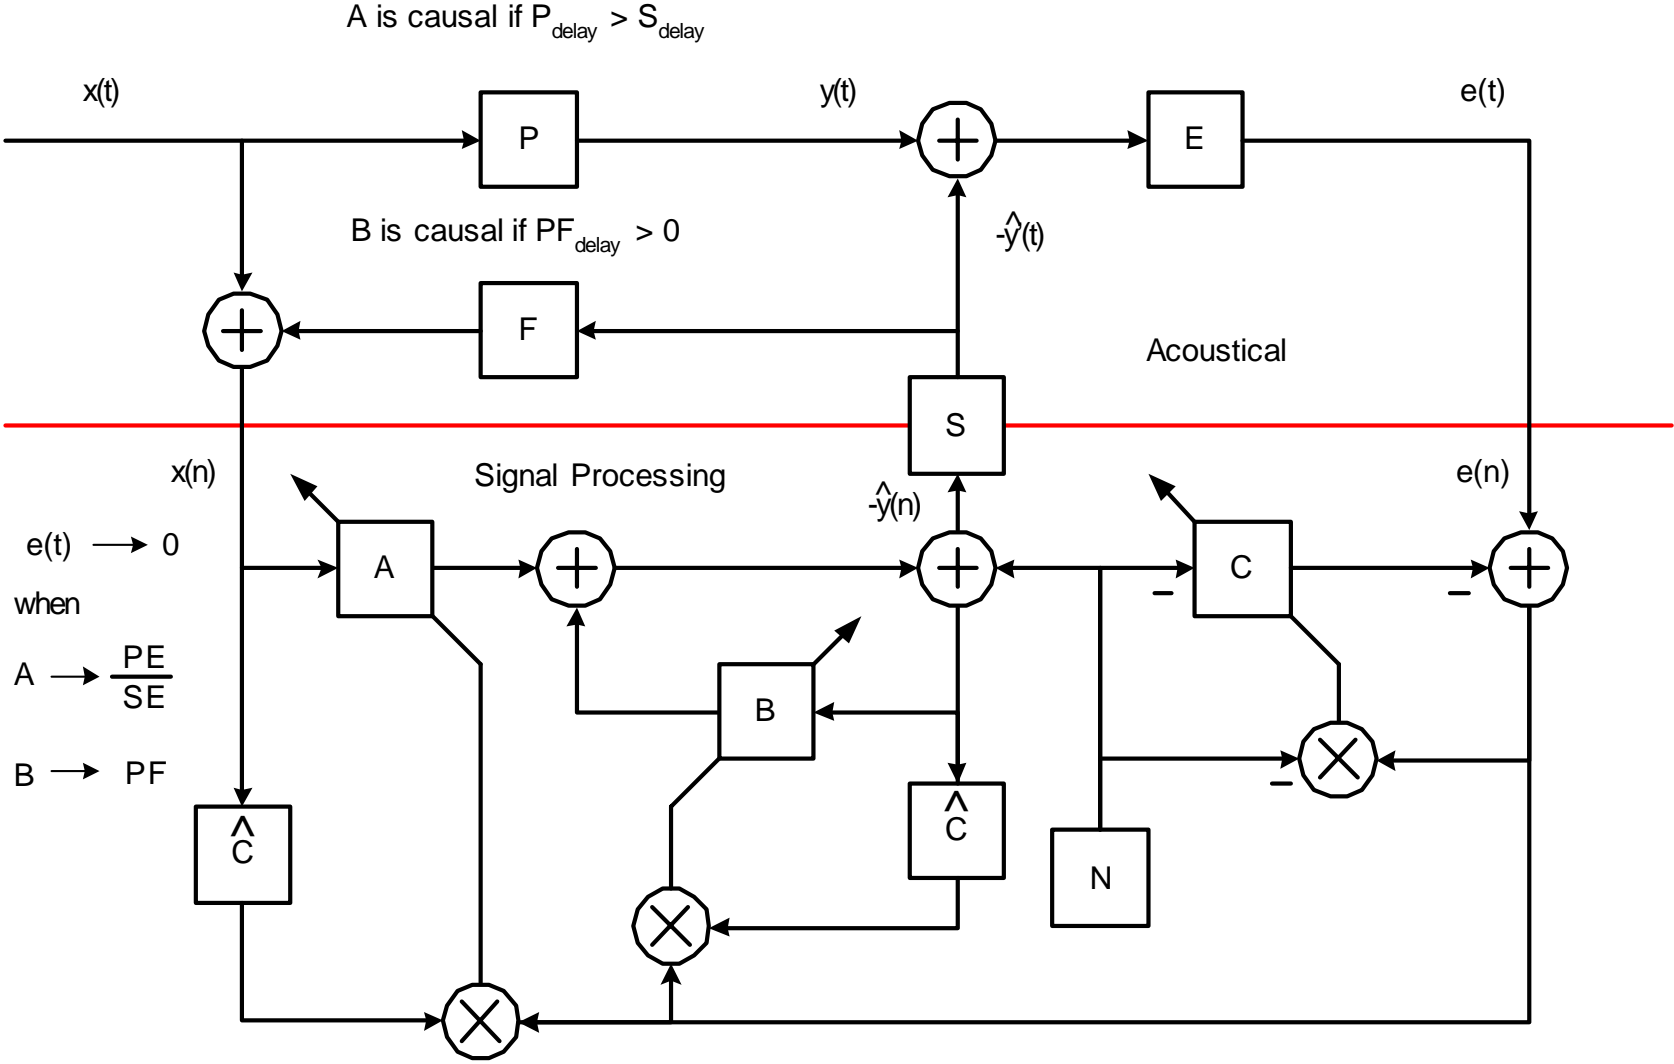 A is causal if P_delay > S_delay
x(t)
P
y(t)
+
E
e(t)
B is causal if PF_delay > 0
-ŷ(t)
+
F
Acoustical
S
x(n)
Signal Processing
-ŷ(n)
e(n)
e(t) → 0
A
+
+
C
+
−
−
when
A → PE
SE
B
B → PF
×
−
Ĉ
Ĉ
N
×
×